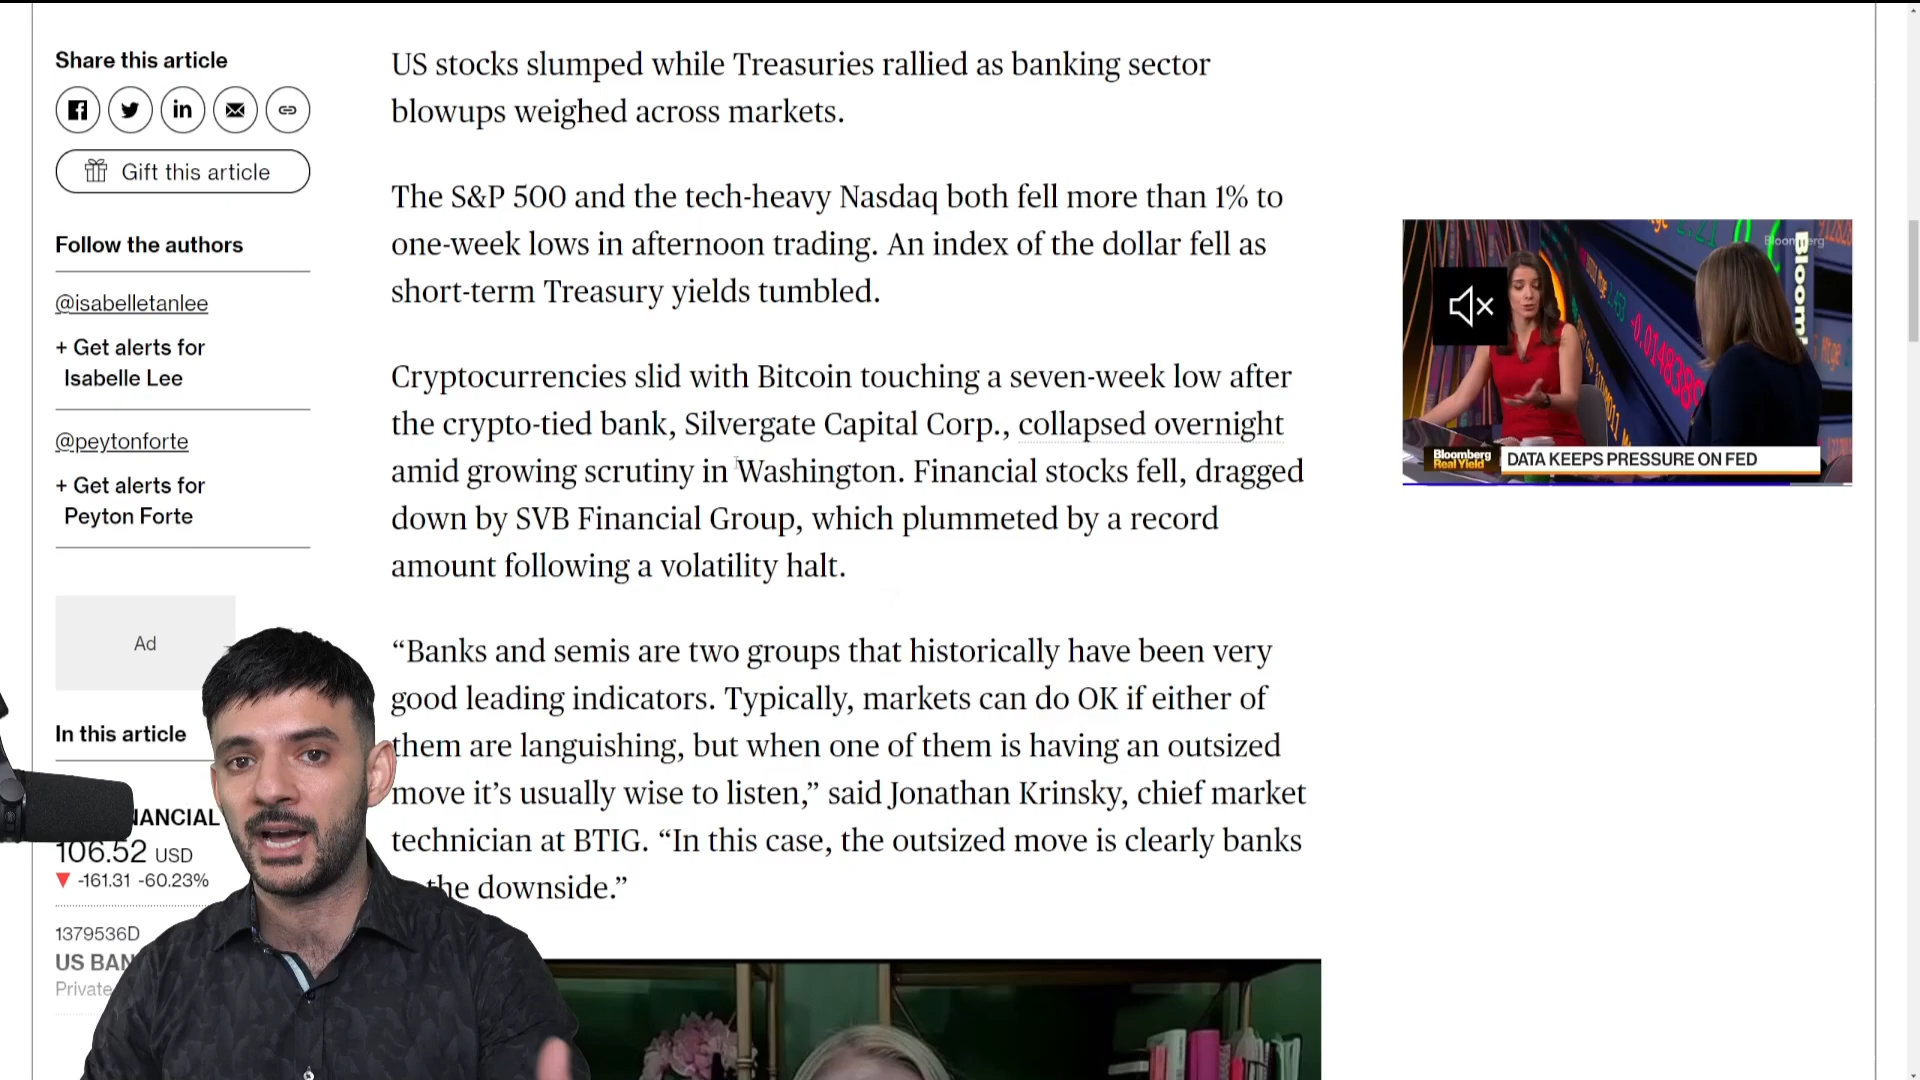 Share this article
Gift this article
Follow the authors
@isabelletanlee
+ Get alerts for
Isabelle Lee
@peytonforte
+ Get alerts for
Peyton Forte
Ad
In this article
NANCIAL
106.52 USD
-161.31 -60.23%
1379536D
US BAN
Private
US stocks slumped while Treasuries rallied as banking sector
blowups weighed across markets.
The S&P 500 and the tech-heavy Nasdaq both fell more than 1% to
one-week lows in afternoon trading. An index of the dollar fell as
short-term Treasury yields tumbled.
Cryptocurrencies slid with Bitcoin touching a seven-week low after
the crypto-tied bank, Silvergate Capital Corp., collapsed overnight
amid growing scrutiny in Washington. Financial stocks fell, dragged
down by SVB Financial Group, which plummeted by a record
amount following a volatility halt.
“Banks and semis are two groups that historically have been very
good leading indicators. Typically, markets can do OK if either of
them are languishing, but when one of them is having an outsized
move it’s usually wise to listen,” said Jonathan Krinsky, chief market
technician at BTIG. “In this case, the outsized move is clearly banks
the downside.”
Bloomberg
Bloom
-0.014838
Bloomberg
Real Yield
DATA KEEPS PRESSURE ON FED